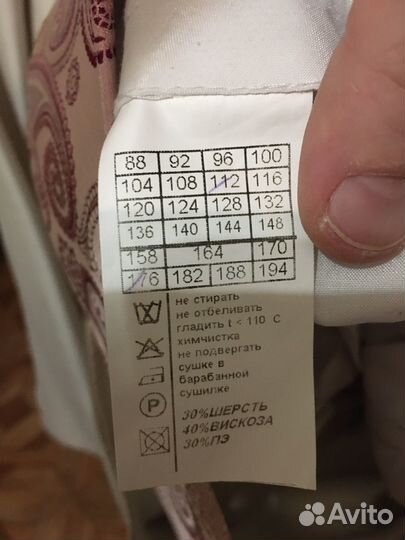 88 92 96 100
104 108 112 116
120 124 128 132
136 140 144 148
158 164 170
176 182 188 194
не стирать
не отбеливать
гладить t < 110 С
химчистка
не подвергать
сушке в
барабанной
сушилке
P
30%ШЕРСТЬ
40%ВИСКОЗА
30%ПЭ
Avito